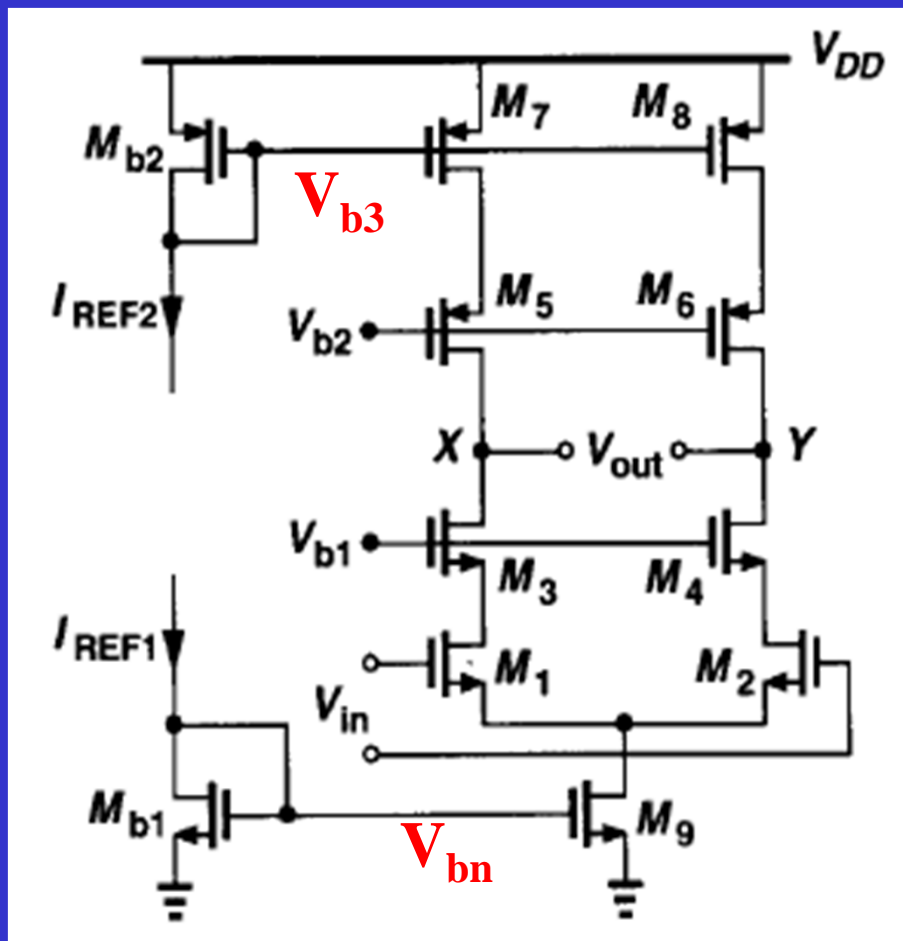 V_DD
M_b2
M_7
M_8
V_b3
I_REF2
M_5
M_6
V_b2
X
V_out
Y
V_b1
M_3
M_4
I_REF1
M_1
M_2
V_in
M_b1
M_9
V_bn